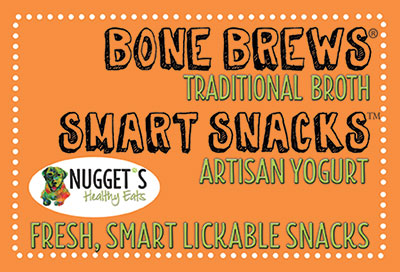 BONE BREWS®
TRADITIONAL BROTH
SMART SNACKS™
ARTISAN YOGURT
NUGGET'S
Healthy Eats
FRESH, SMART LICKABLE SNACKS